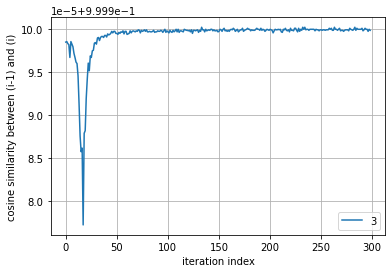 1e-5+9.999e-1
10.0
9.5
9.0
8.5
8.0
cosine similarity between (i-1) and (i)
0 50 100 150 200 250 300
iteration index
3